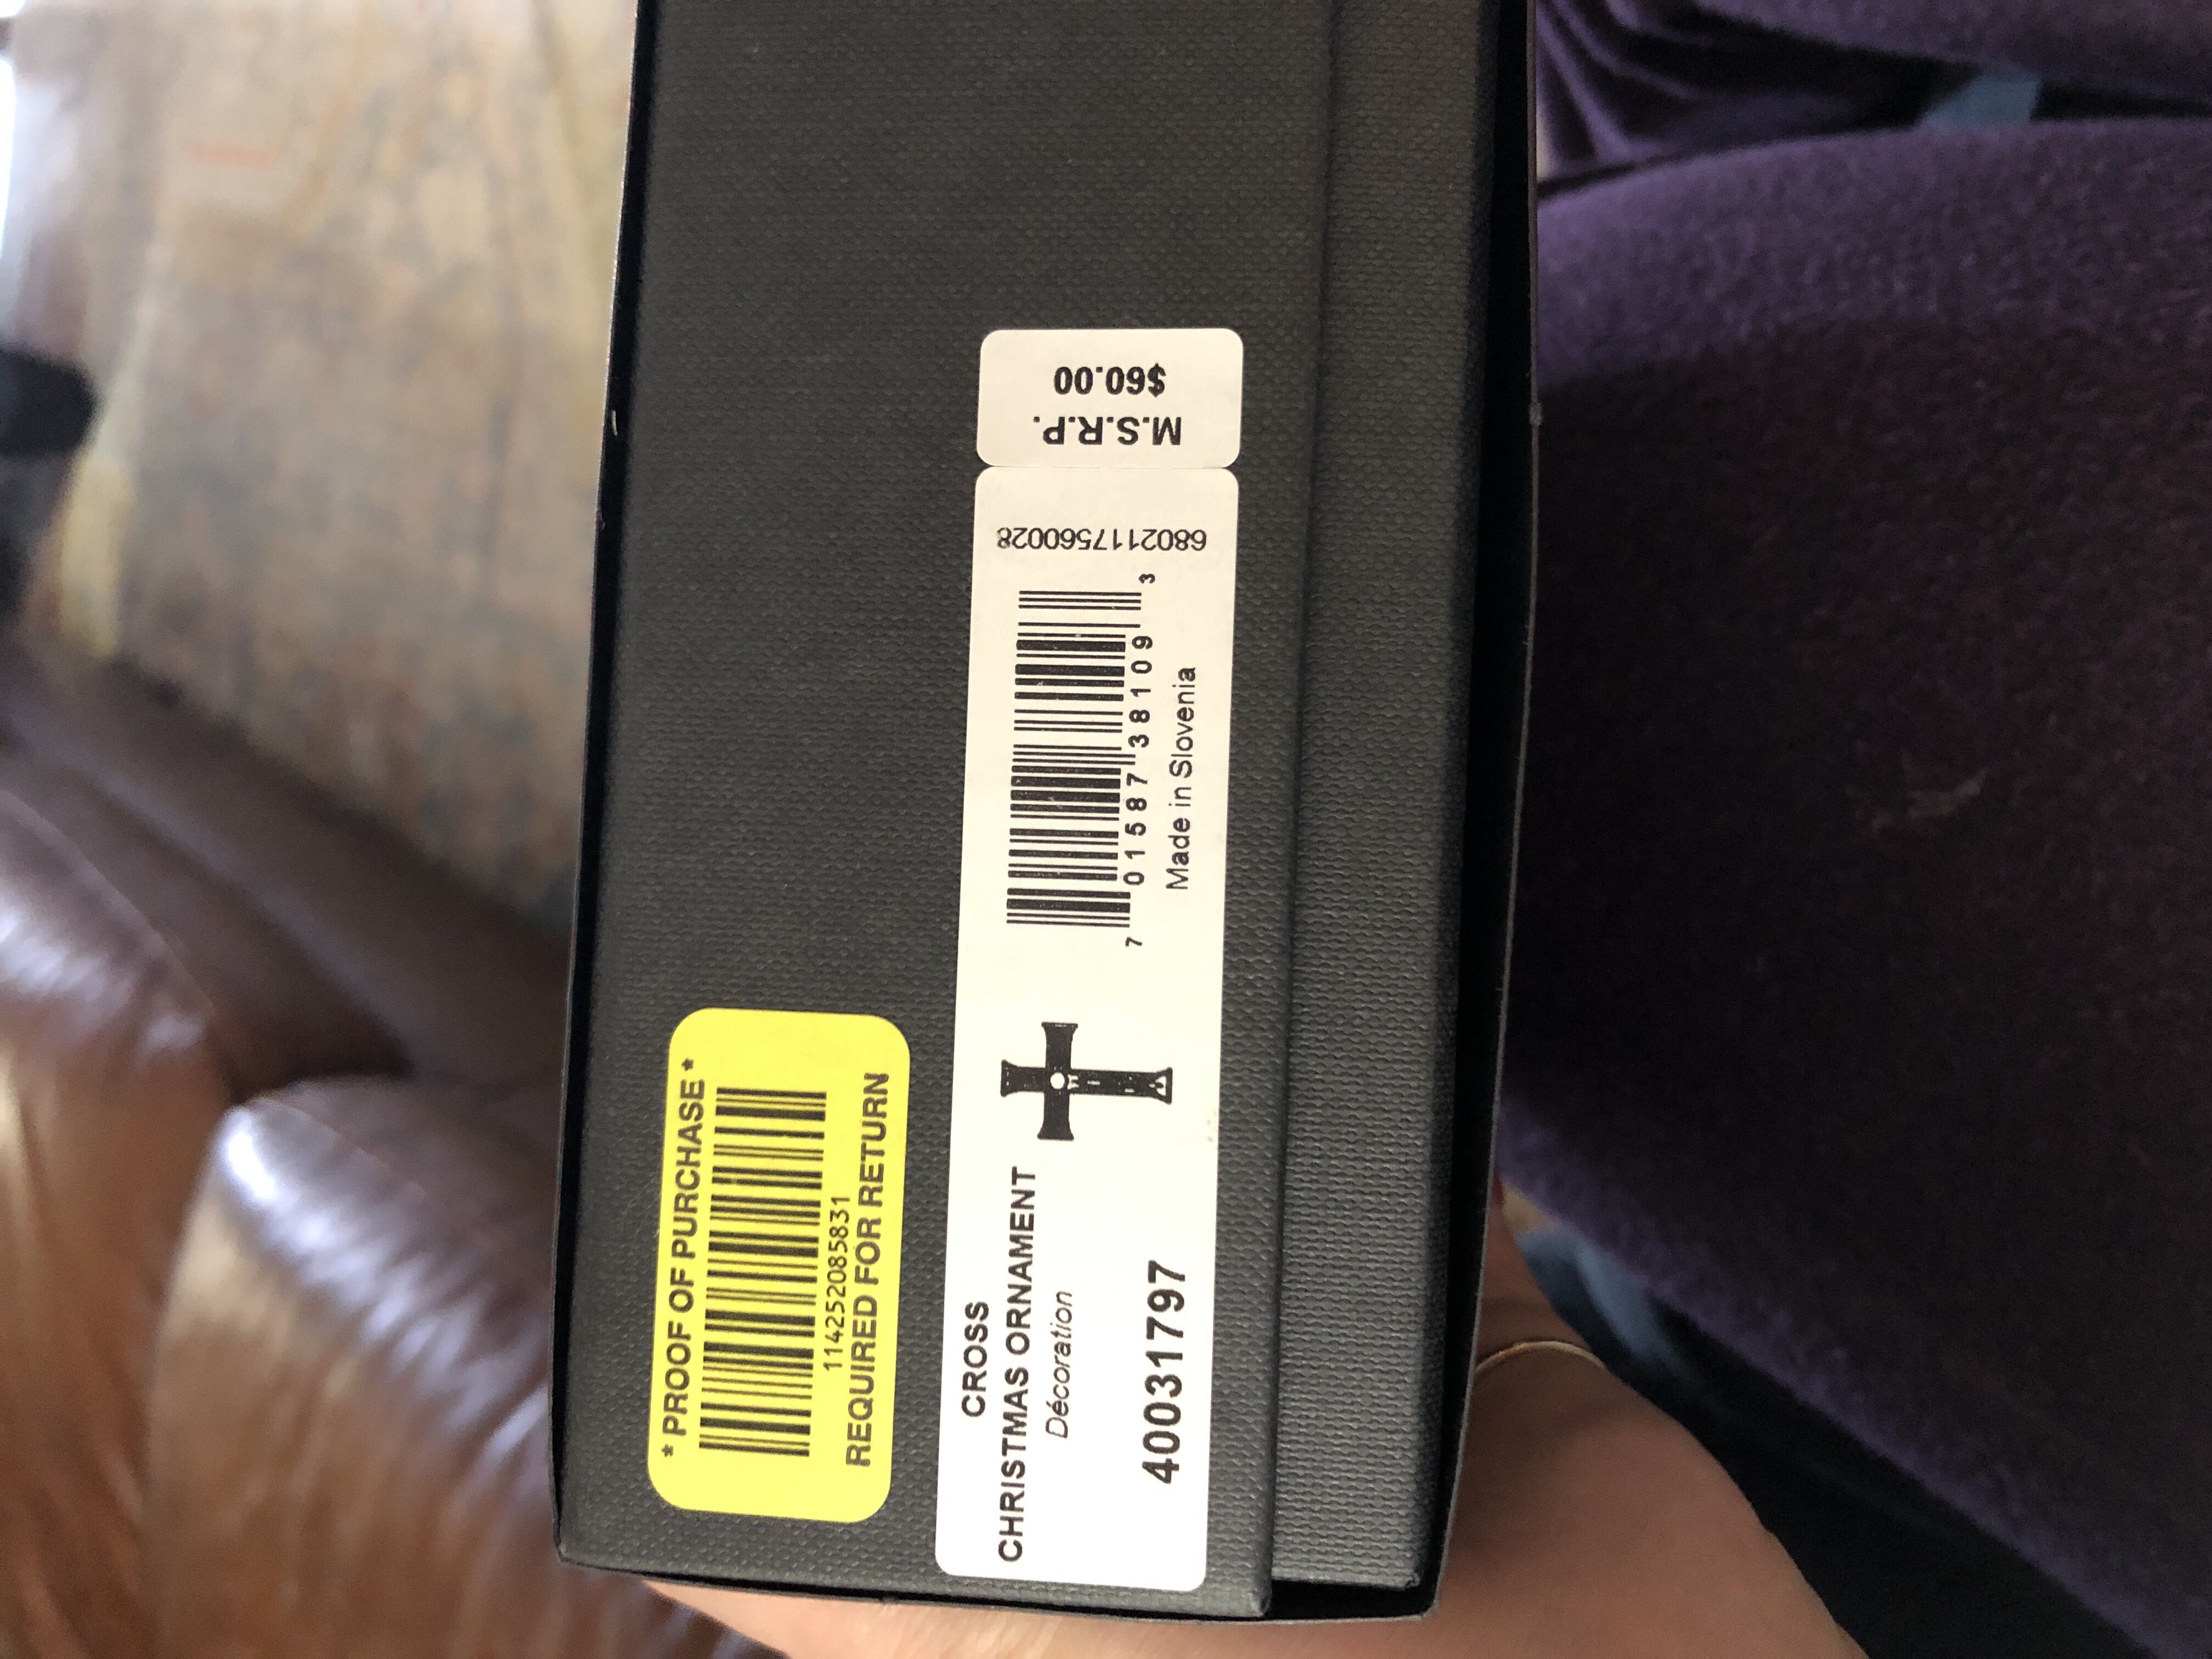 * PROOF OF PURCHASE *
114252085831
REQUIRED FOR RETURN
CROSS
CHRISTMAS ORNAMENT
Décoration
40031797
7 01587 38109 3
Made in Slovenia
6802117560028
M.S.R.P.
$60.00